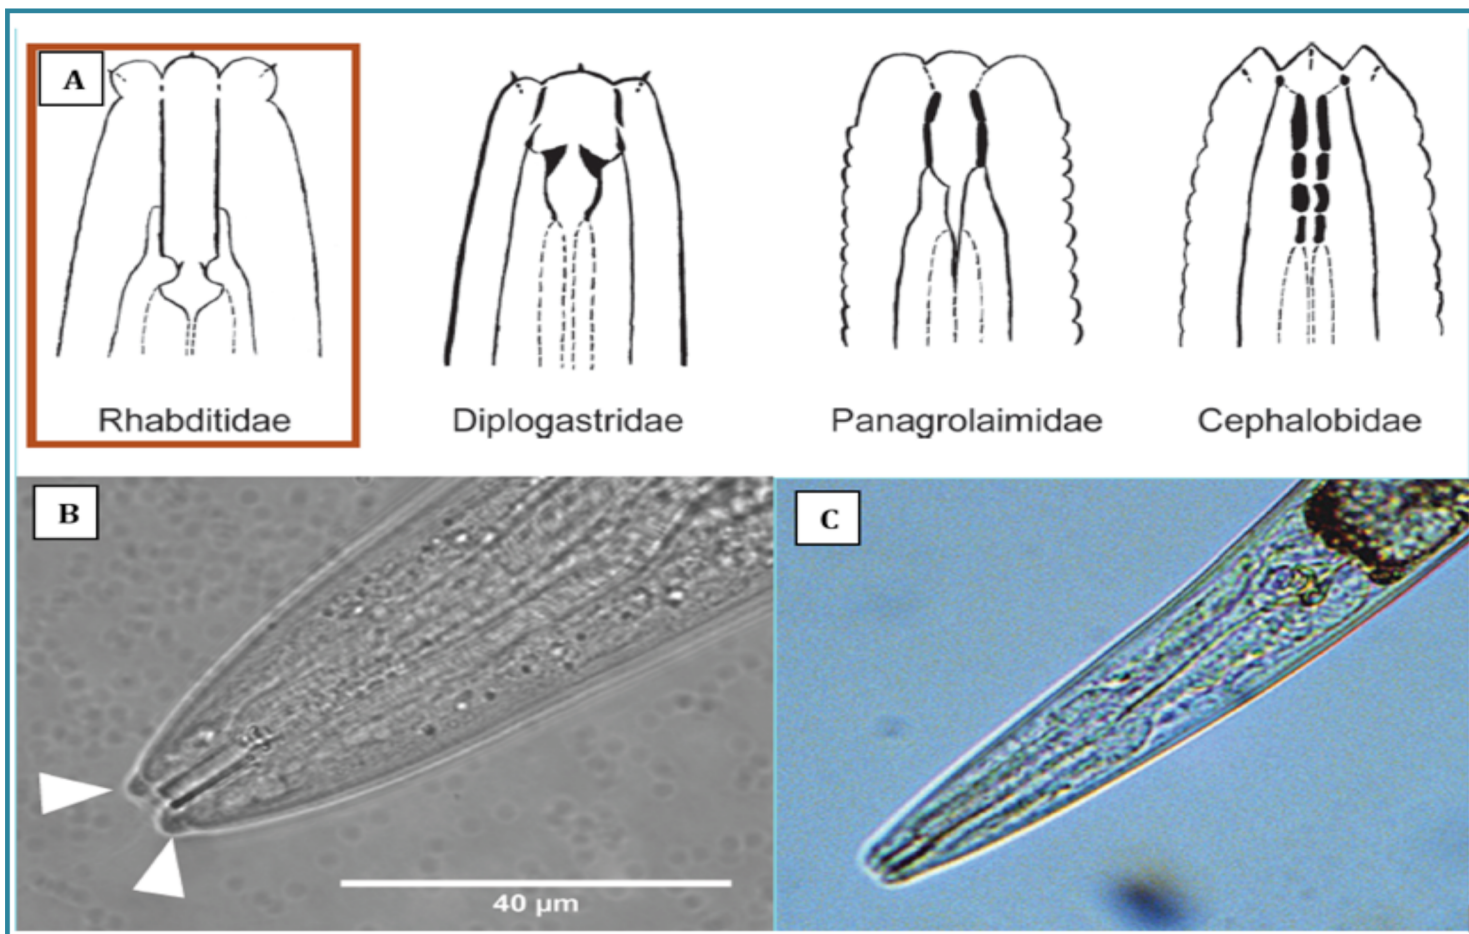 A
Rhabditidae
Diplogastridae
Panagrolaimidae
Cephalobidae
B
C
40 µm